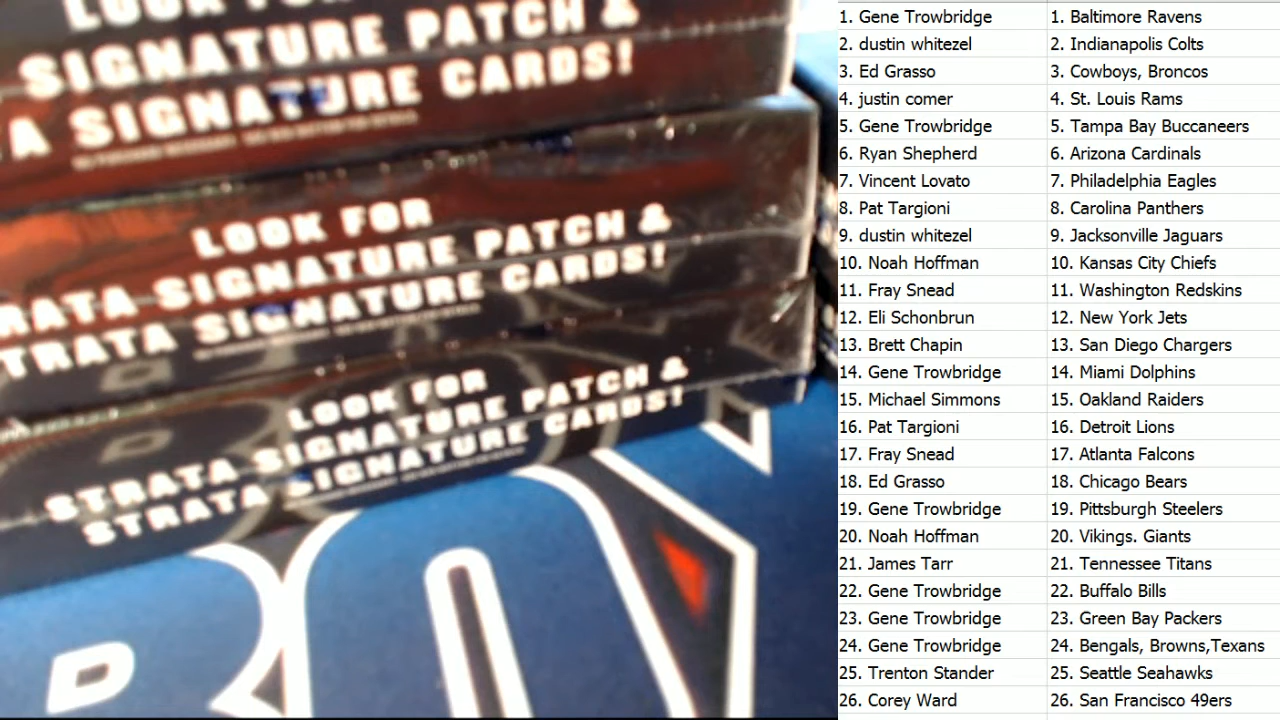 LOOK FOR
SIGNATURE PATCH &
A SIGNATURE CARDS!
LOOK FOR
RATA SIGNATURE PATCH &
TRATA SIGNATURE CARDS!
LOOK FOR
STRATA SIGNATURE PATCH &
STRATA SIGNATURE CARDS!
1. Gene Trowbridge 1. Baltimore Ravens
2. dustin whitezel 2. Indianapolis Colts
3. Ed Grasso 3. Cowboys, Broncos
4. justin comer 4. St. Louis Rams
5. Gene Trowbridge 5. Tampa Bay Buccaneers
6. Ryan Shepherd 6. Arizona Cardinals
7. Vincent Lovato 7. Philadelphia Eagles
8. Pat Targioni 8. Carolina Panthers
9. dustin whitezel 9. Jacksonville Jaguars
10. Noah Hoffman 10. Kansas City Chiefs
11. Fray Snead 11. Washington Redskins
12. Eli Schonbrun 12. New York Jets
13. Brett Chapin 13. San Diego Chargers
14. Gene Trowbridge 14. Miami Dolphins
15. Michael Simmons 15. Oakland Raiders
16. Pat Targioni 16. Detroit Lions
17. Fray Snead 17. Atlanta Falcons
18. Ed Grasso 18. Chicago Bears
19. Gene Trowbridge 19. Pittsburgh Steelers
20. Noah Hoffman 20. Vikings. Giants
21. James Tarr 21. Tennessee Titans
22. Gene Trowbridge 22. Buffalo Bills
23. Gene Trowbridge 23. Green Bay Packers
24. Gene Trowbridge 24. Bengals, Browns,Texans
25. Trenton Stander 25. Seattle Seahawks
26. Corey Ward 26. San Francisco 49ers